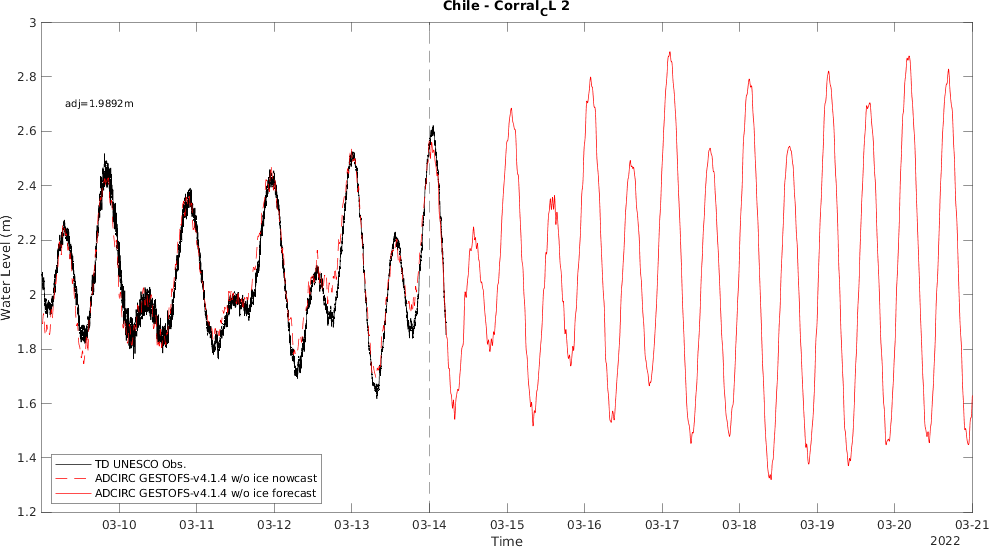 Chile - Corral_CL 2
3
2.8
2.6
2.4
2.2
2
1.8
1.6
1.4
1.2
Water Level (m)
adj=1.9892m
TD UNESCO Obs.
ADCIRC GESTOFS-v4.1.4 w/o ice nowcast
ADCIRC GESTOFS-v4.1.4 w/o ice forecast
03-10 03-11 03-12 03-13 03-14 03-15 03-16 03-17 03-18 03-19 03-20 03-21
Time
2022